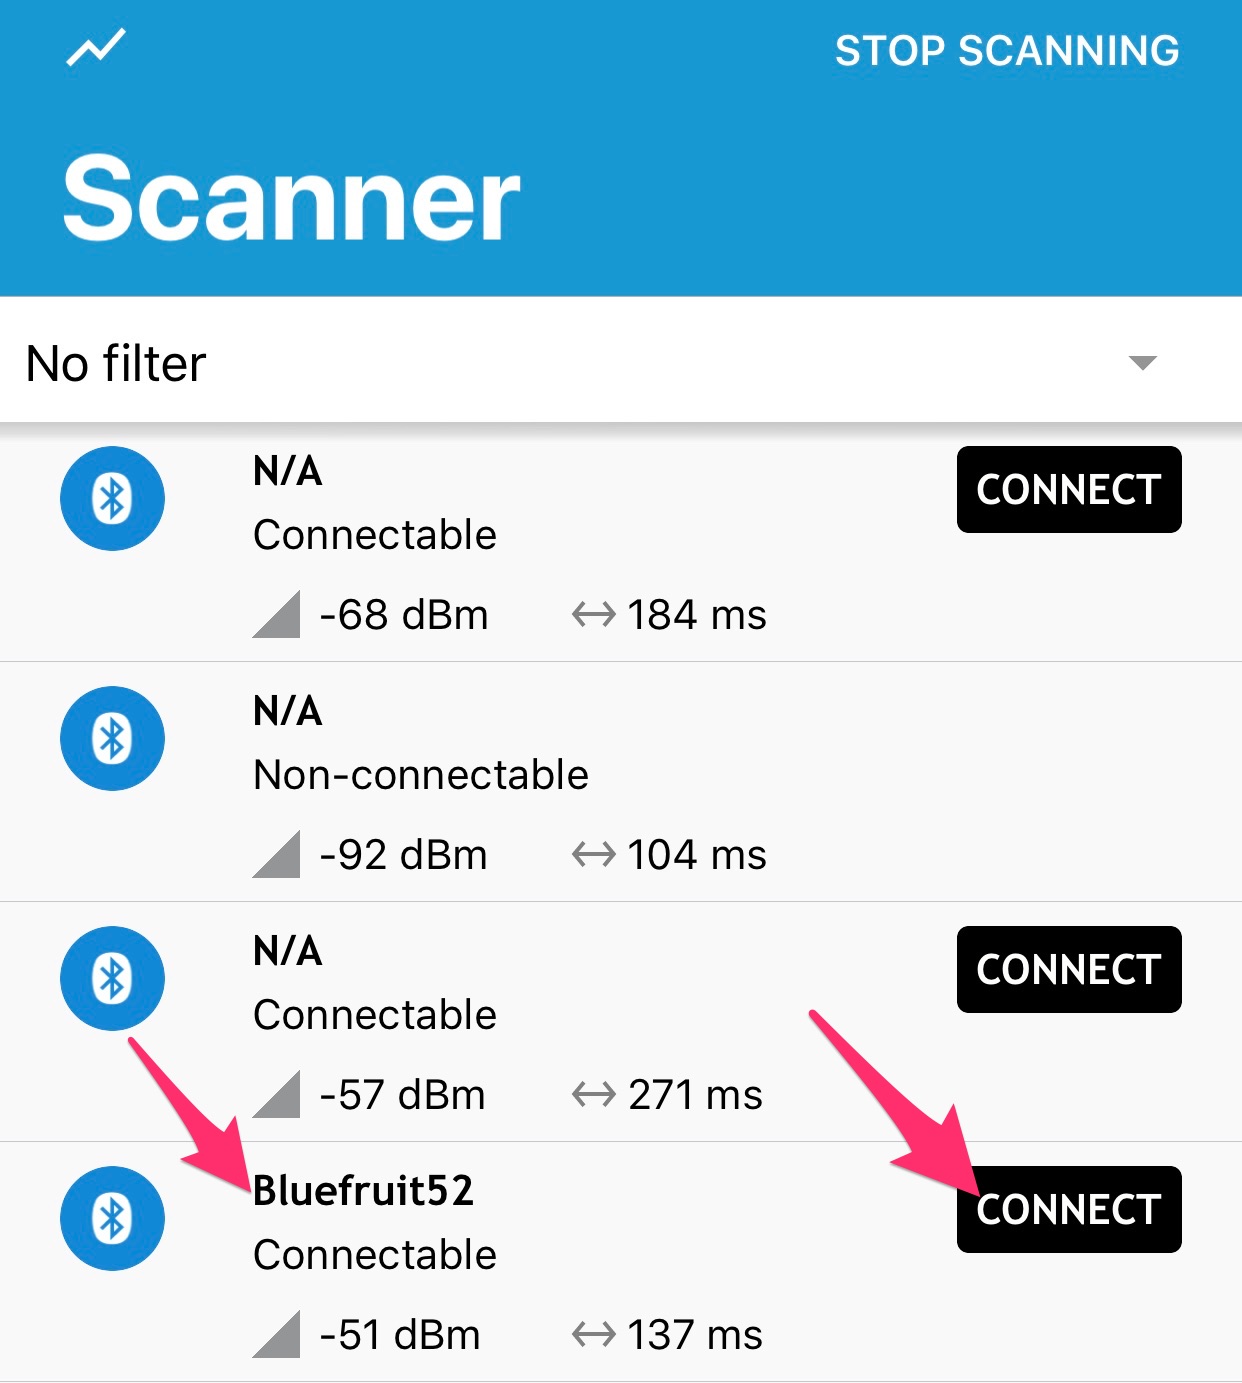 STOP SCANNING
Scanner
No filter
N/A
CONNECT
Connectable
-68 dBm 184 ms
N/A
Non-connectable
-92 dBm 104 ms
N/A
CONNECT
Connectable
-57 dBm 271 ms
Bluefruit52
CONNECT
Connectable
-51 dBm 137 ms